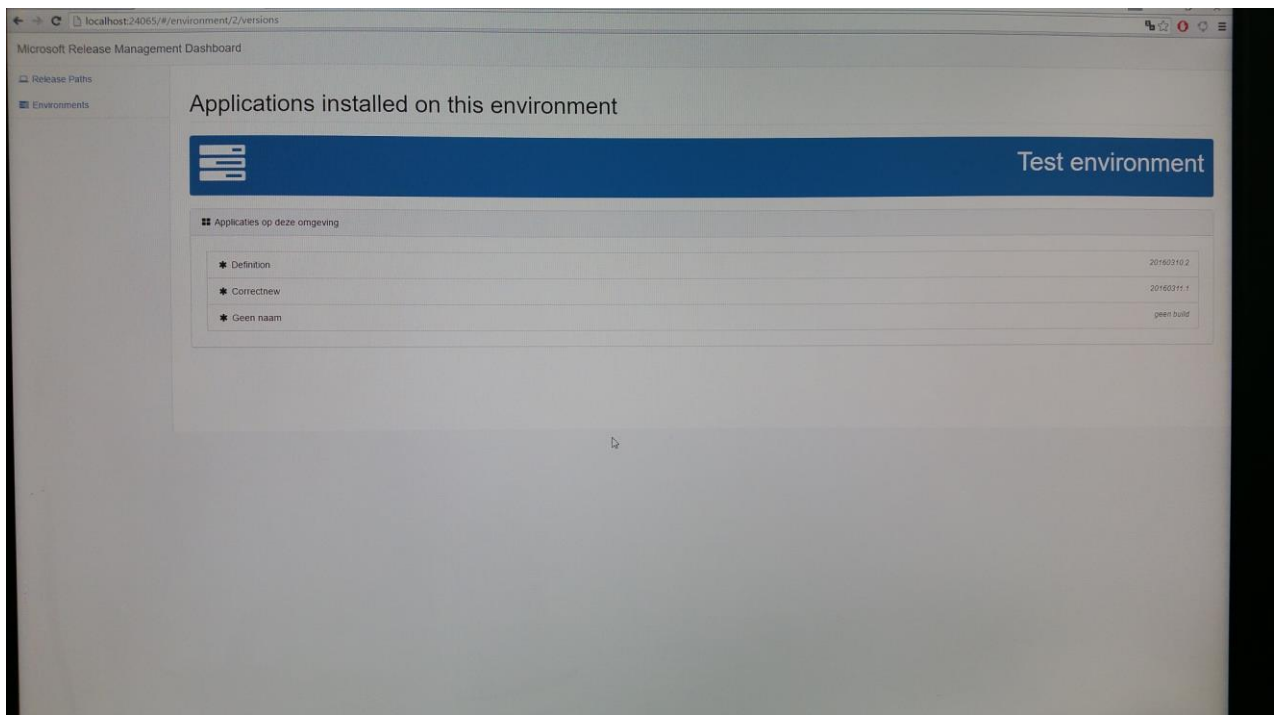 localhost:24065/#/environment/2/versions
Microsoft Release Management Dashboard
Release Paths
Environments
Applications installed on this environment
Test environment
Applicaties op deze omgeving
Definition 20160310.2
Correctnew 20160311.1
Geen naam geen build